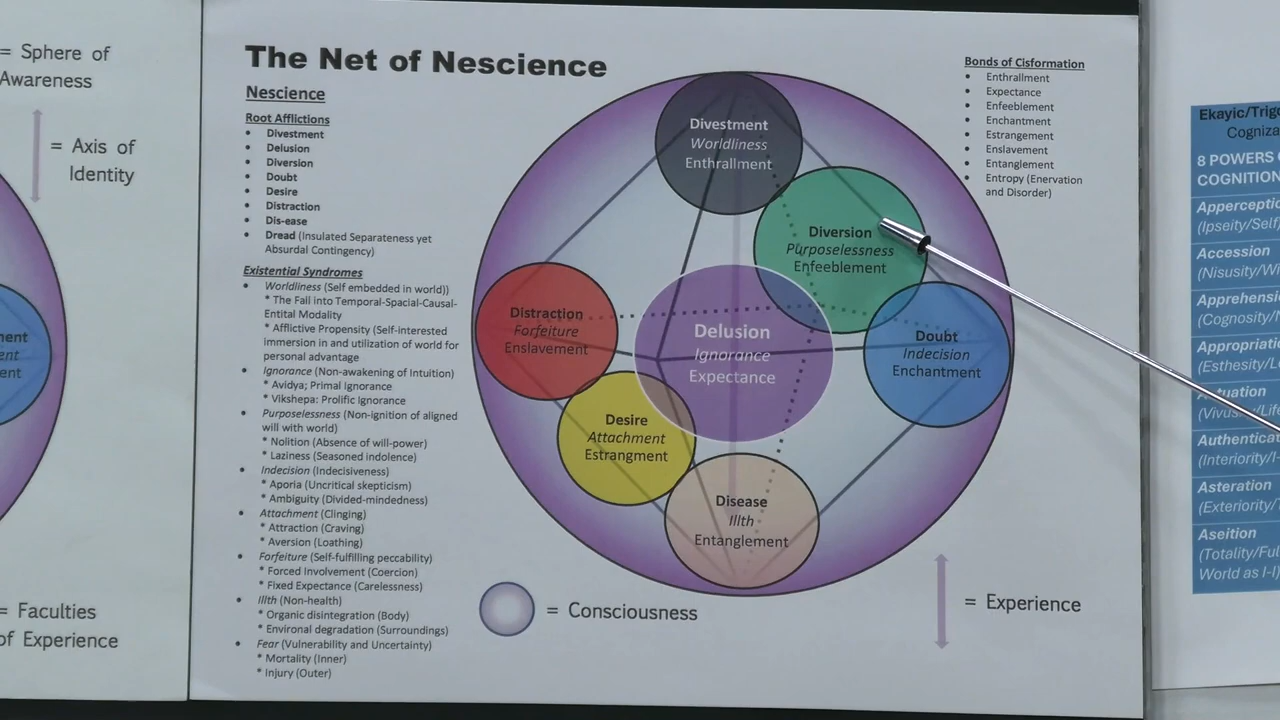 = Sphere of
Awareness
= Axis of
Identity
ent
= Faculties
of Experience
The Net of Nescience
Nescience
Root Afflictions
• Divestment
• Delusion
• Diversion
• Doubt
• Desire
• Distraction
• Dis-ease
• Dread (Insulated Separateness yet
Absurdal Contingency)
Existential Syndromes
• Worldliness (Self embedded in world))
* The Fall into Temporal-Spacial-Causal-
Entital Modality
* Afflictive Propensity (Self-interested
immersion in and utilization of world for
personal advantage
• Ignorance (Non-awakening of Intuition)
* Avidya; Primal Ignorance
* Vikshepa: Prolific Ignorance
• Purposelessness (Non-ignition of aligned
will with world)
* Nolition (Absence of will-power)
* Laziness (Seasoned indolence)
• Indecision (Indecisiveness)
* Aporia (Uncritical skepticism)
* Ambiguity (Divided-mindedness)
• Attachment (Clinging)
* Attraction (Craving)
* Aversion (Loathing)
• Forfeiture (Self-fulfilling peccability)
* Forced Involvement (Coercion)
* Fixed Expectance (Carelessness)
• Illth (Non-health)
* Organic disintegration (Body)
* Environal degradation (Surroundings)
• Fear (Vulnerability and Uncertainty)
* Mortality (Inner)
* Injury (Outer)
Divestment
Worldliness
Enthrallment
Diversion
Purposelessness
Enfeeblement
Distraction
Forfeiture
Enslavement
Delusion
Ignorance
Expectance
Doubt
Indecision
Enchantment
Desire
Attachment
Estrangment
Disease
Illth
Entanglement
= Consciousness
= Experience
Bonds of Cisformation
• Enthrallment
• Expectance
• Enfeeblement
• Enchantment
• Estrangement
• Enslavement
• Entanglement
• Entropy (Enervation
and Disorder)
Ekayic/Trig
Cogniza
8 POWERS
COGNITION
Apperceptio
(Ipseity/Self
Accession
(Nisusity/Wi
Apprehensi
(Cognosity/
Appropriati
(Esthesity/L
Authenticat
(Interiority/I-
Asteration
(Exteriority/
Aseition
(Totality/Ful
World as I-I)